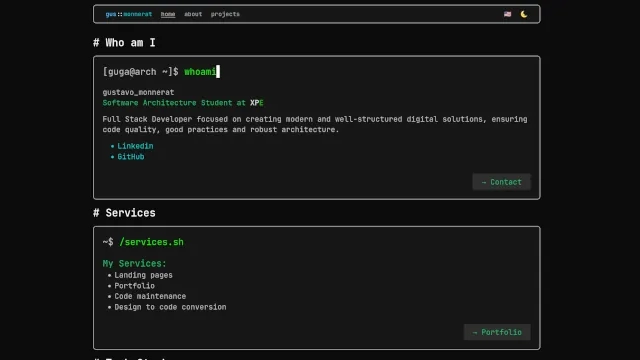 gus::monnerat home about projects
# Who am I
[guga@arch ~]$ whoami
gustavo_monnerat
Software Architecture Student at XPE
Full Stack Developer focused on creating modern and well-structured digital solutions, ensuring
code quality, good practices and robust architecture.
• Linkedin
• GitHub
→ Contact
# Services
~$ /services.sh
My Services:
• Landing pages
• Portfolio
• Code maintenance
• Design to code conversion
→ Portfolio